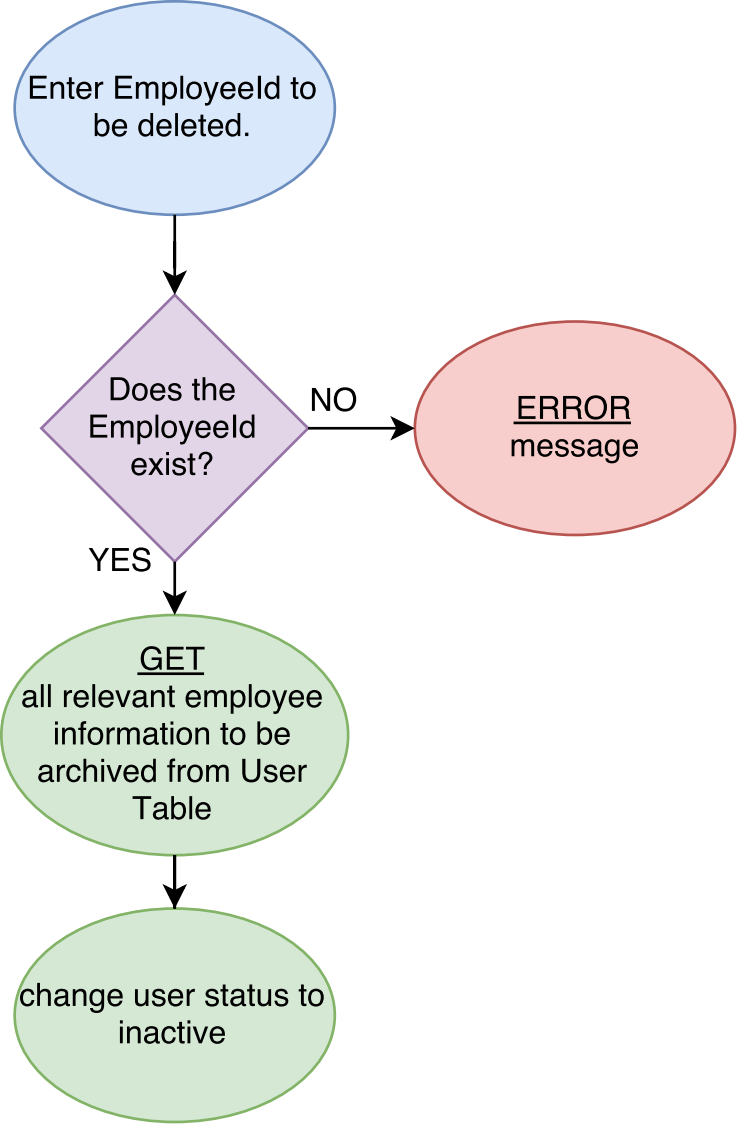 Enter EmployeeId to
be deleted.
Does the
EmployeeId
exist?
NO
ERROR
message
YES
GET
all relevant employee
information to be
archived from User
Table
change user status to
inactive